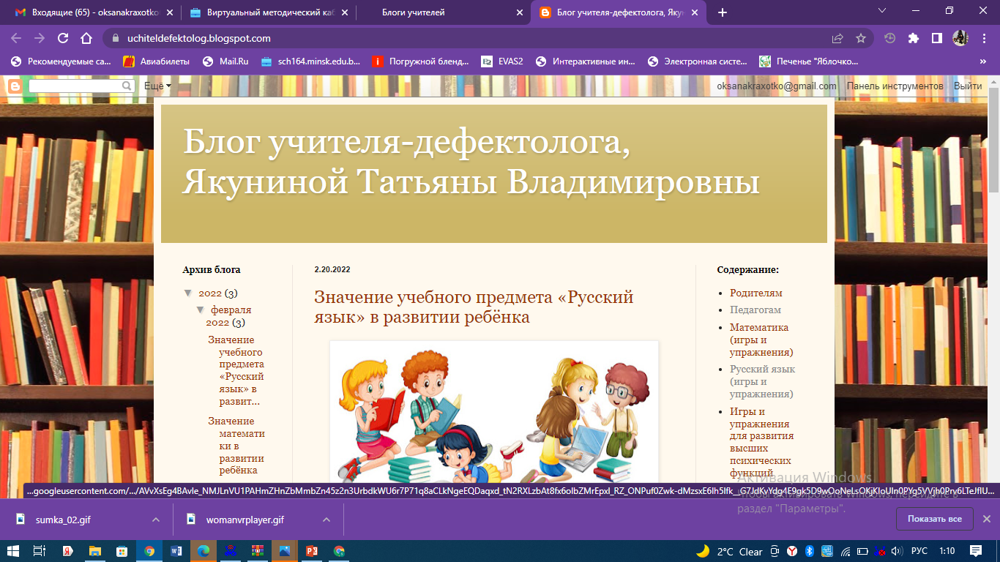 Входящие (65) - oksanakraxotko
Виртуальный методический каб
Блоги учителей
Блог учителя-дефектолога, Яку
uchiteldefektolog.blogspot.com
Рекомендуемые са...
Авиабилеты
Mail.Ru
sch164.minsk.edu.b...
Погружной бленд...
EVAS2
Интерактивные ин...
Электронная систе...
Печенье "Яблочко...
»
Ещё
oksanakraxotko@gmail.com
Панель инструментов
Выйти
Блог учителя-дефектолога,
Якуниной Татьяны Владимировны
Архив блога
2022 (3)
февраля
2022 (3)
Значение
учебного
предмета
«Русский
язык» в
развит...
Значение
математи
ки в
развитии
ребёнка
2.20.2022
Значение учебного предмета «Русский
язык» в развитии ребёнка
Содержание:
Родителям
Педагогам
Математика
(игры и
упражнения)
Русский язык
(игры и
упражнения)
Игры и
упражнения
для развития
высших
психических
функций
Активация Windows
Чтобы активировать Windows, перейдите в
раздел "Параметры".
sumka_02.gif
womanvrplayer.gif
Показать все
2°C Clear
РУС
1:10